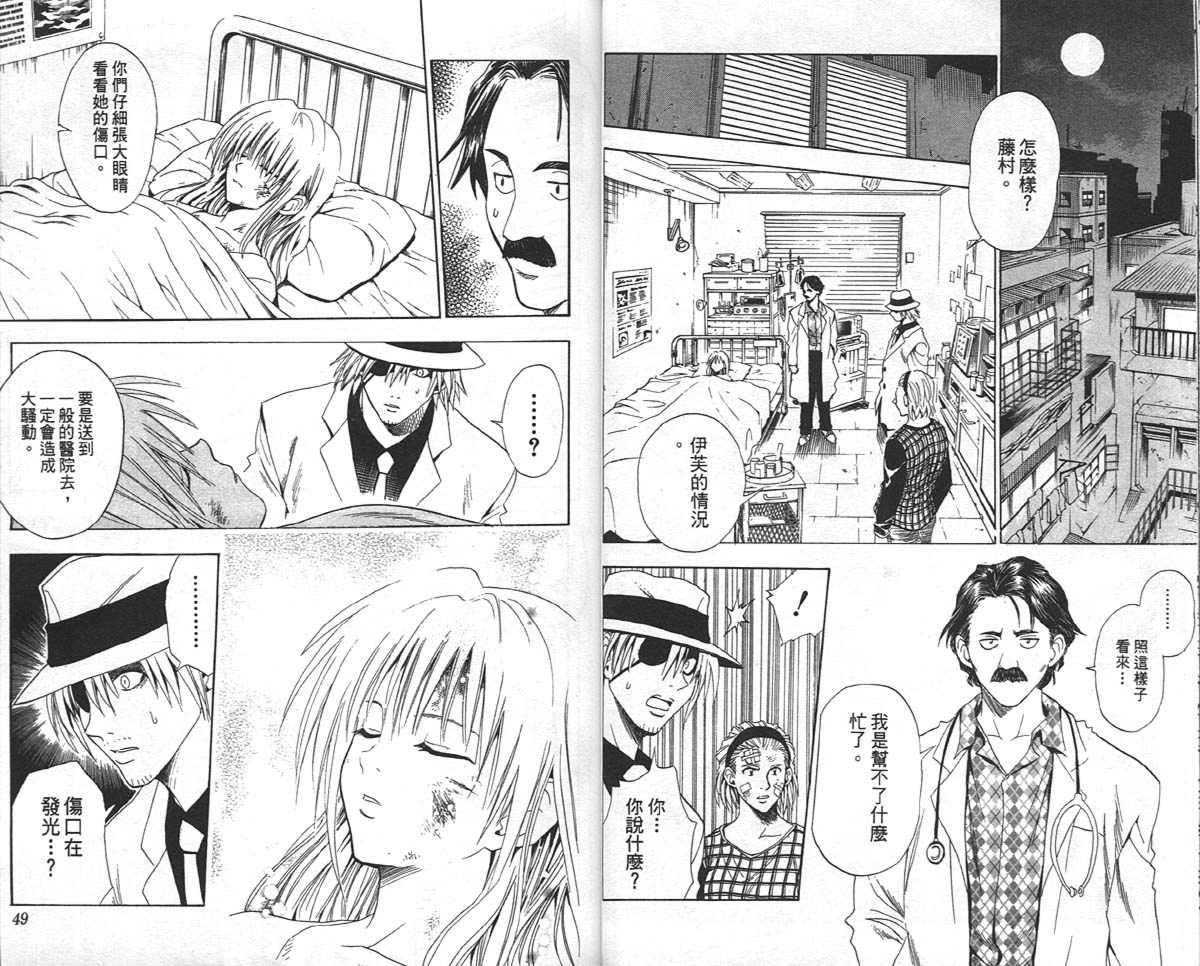 怎麼樣？
藤村。
伊芙的情況
。
………
照這樣子
看來…
我是幫不了什麼
忙了。
！
你…
你說什麼？
你們仔細張大眼睛
看看她的傷口。
……？
要是送到
一般的醫院去，
一定會造成
大騷動。
…………
傷口在
發光…？
49